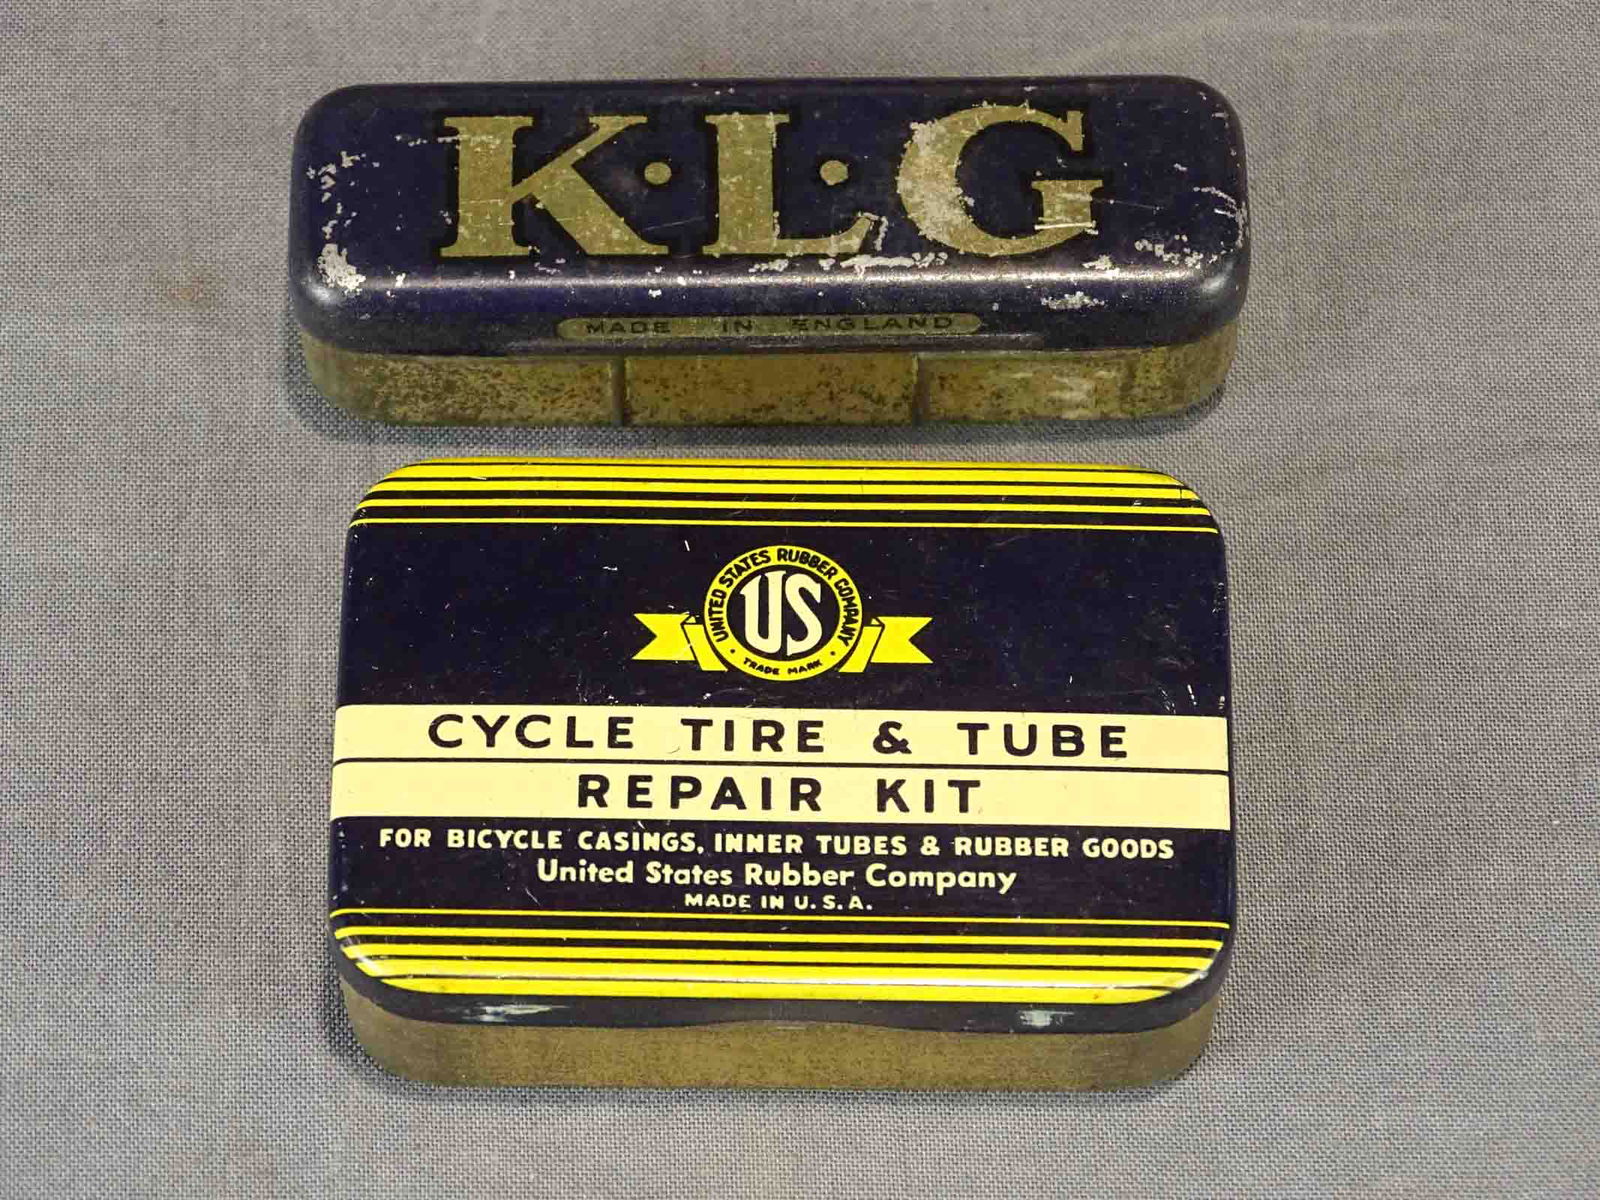 K·L·G
MADE IN ENGLAND
UNITED STATES RUBBER COMPANY
US
· TRADE MARK ·
CYCLE TIRE & TUBE
REPAIR KIT
FOR BICYCLE CASINGS, INNER TUBES & RUBBER GOODS
United States Rubber Company
MADE IN U.S.A.